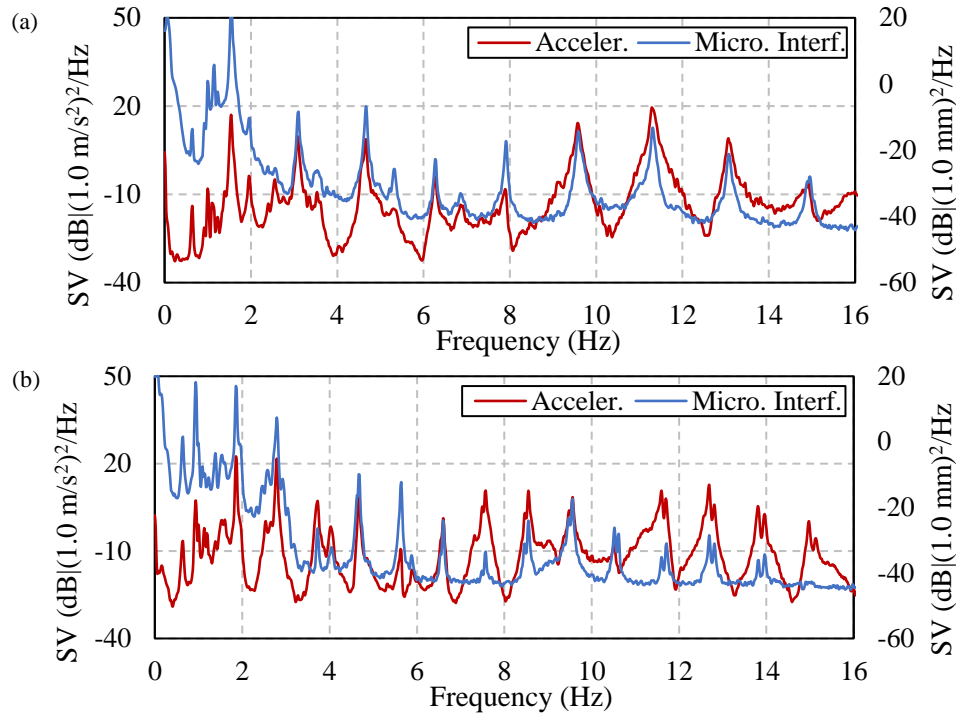 (a)
50
20
-10
-40
SV (dB|(1.0 m/s²)²/Hz
Acceler. Micro. Interf.
20
0
-20
-40
-60
SV (dB|(1.0 mm)²/Hz
0 2 4 6 8 10 12 14 16
Frequency (Hz)
(b)
50
20
-10
-40
SV (dB|(1.0 m/s²)²/Hz
Acceler. Micro. Interf.
20
0
-20
-40
-60
SV (dB|(1.0 mm)²/Hz
0 2 4 6 8 10 12 14 16
Frequency (Hz)